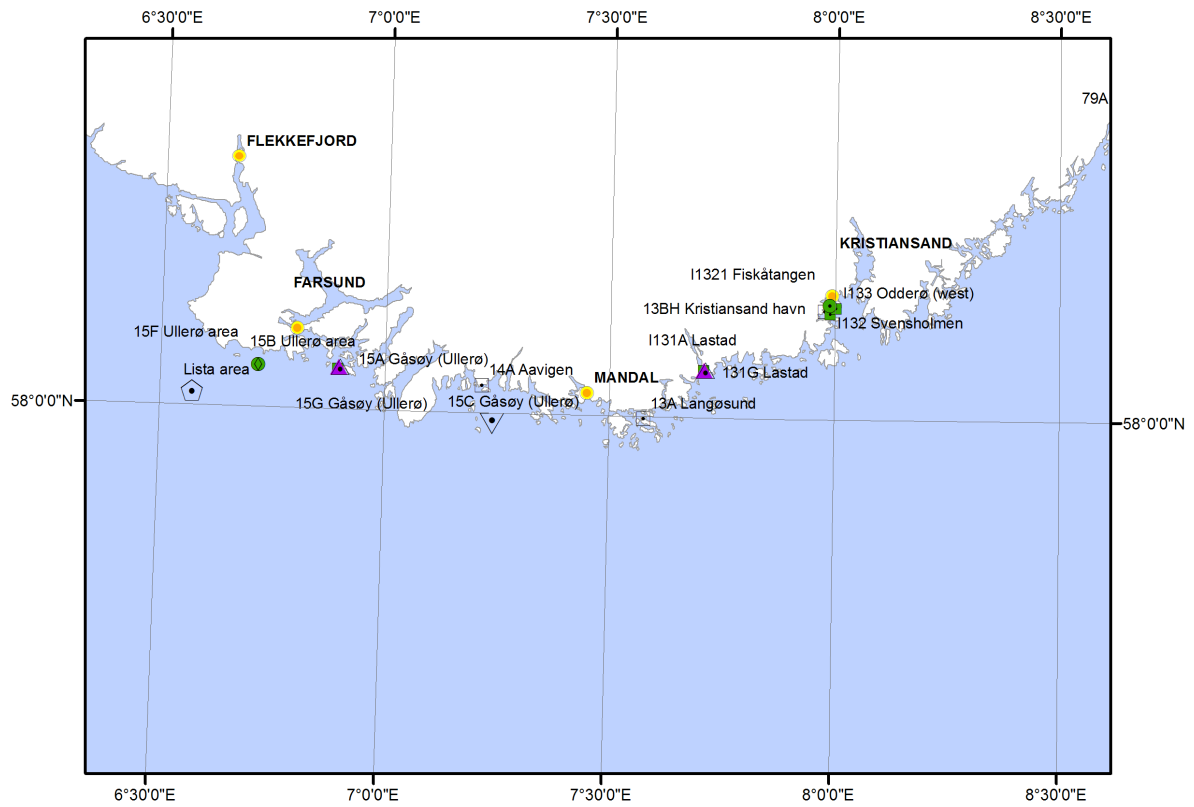 6°30'0"E 7°0'0"E 7°30'0"E 8°0'0"E 8°30'0"E
79A
FLEKKEFJORD
KRISTIANSAND
I1321 Fiskåtangen
FARSUND
I133 Odderø (west)
13BH Kristiansand havn
I132 Svensholmen
15F Ullerø area
15B Ullerø area
I131A Lastad
15A Gåsøy (Ullerø)
Lista area
14A Aavigen
131G Lastad
MANDAL
58°0'0"N
15G Gåsøy (Ullerø)
15C Gåsøy (Ullerø)
13A Langøsund
58°0'0"N
6°30'0"E 7°0'0"E 7°30'0"E 8°0'0"E 8°30'0"E